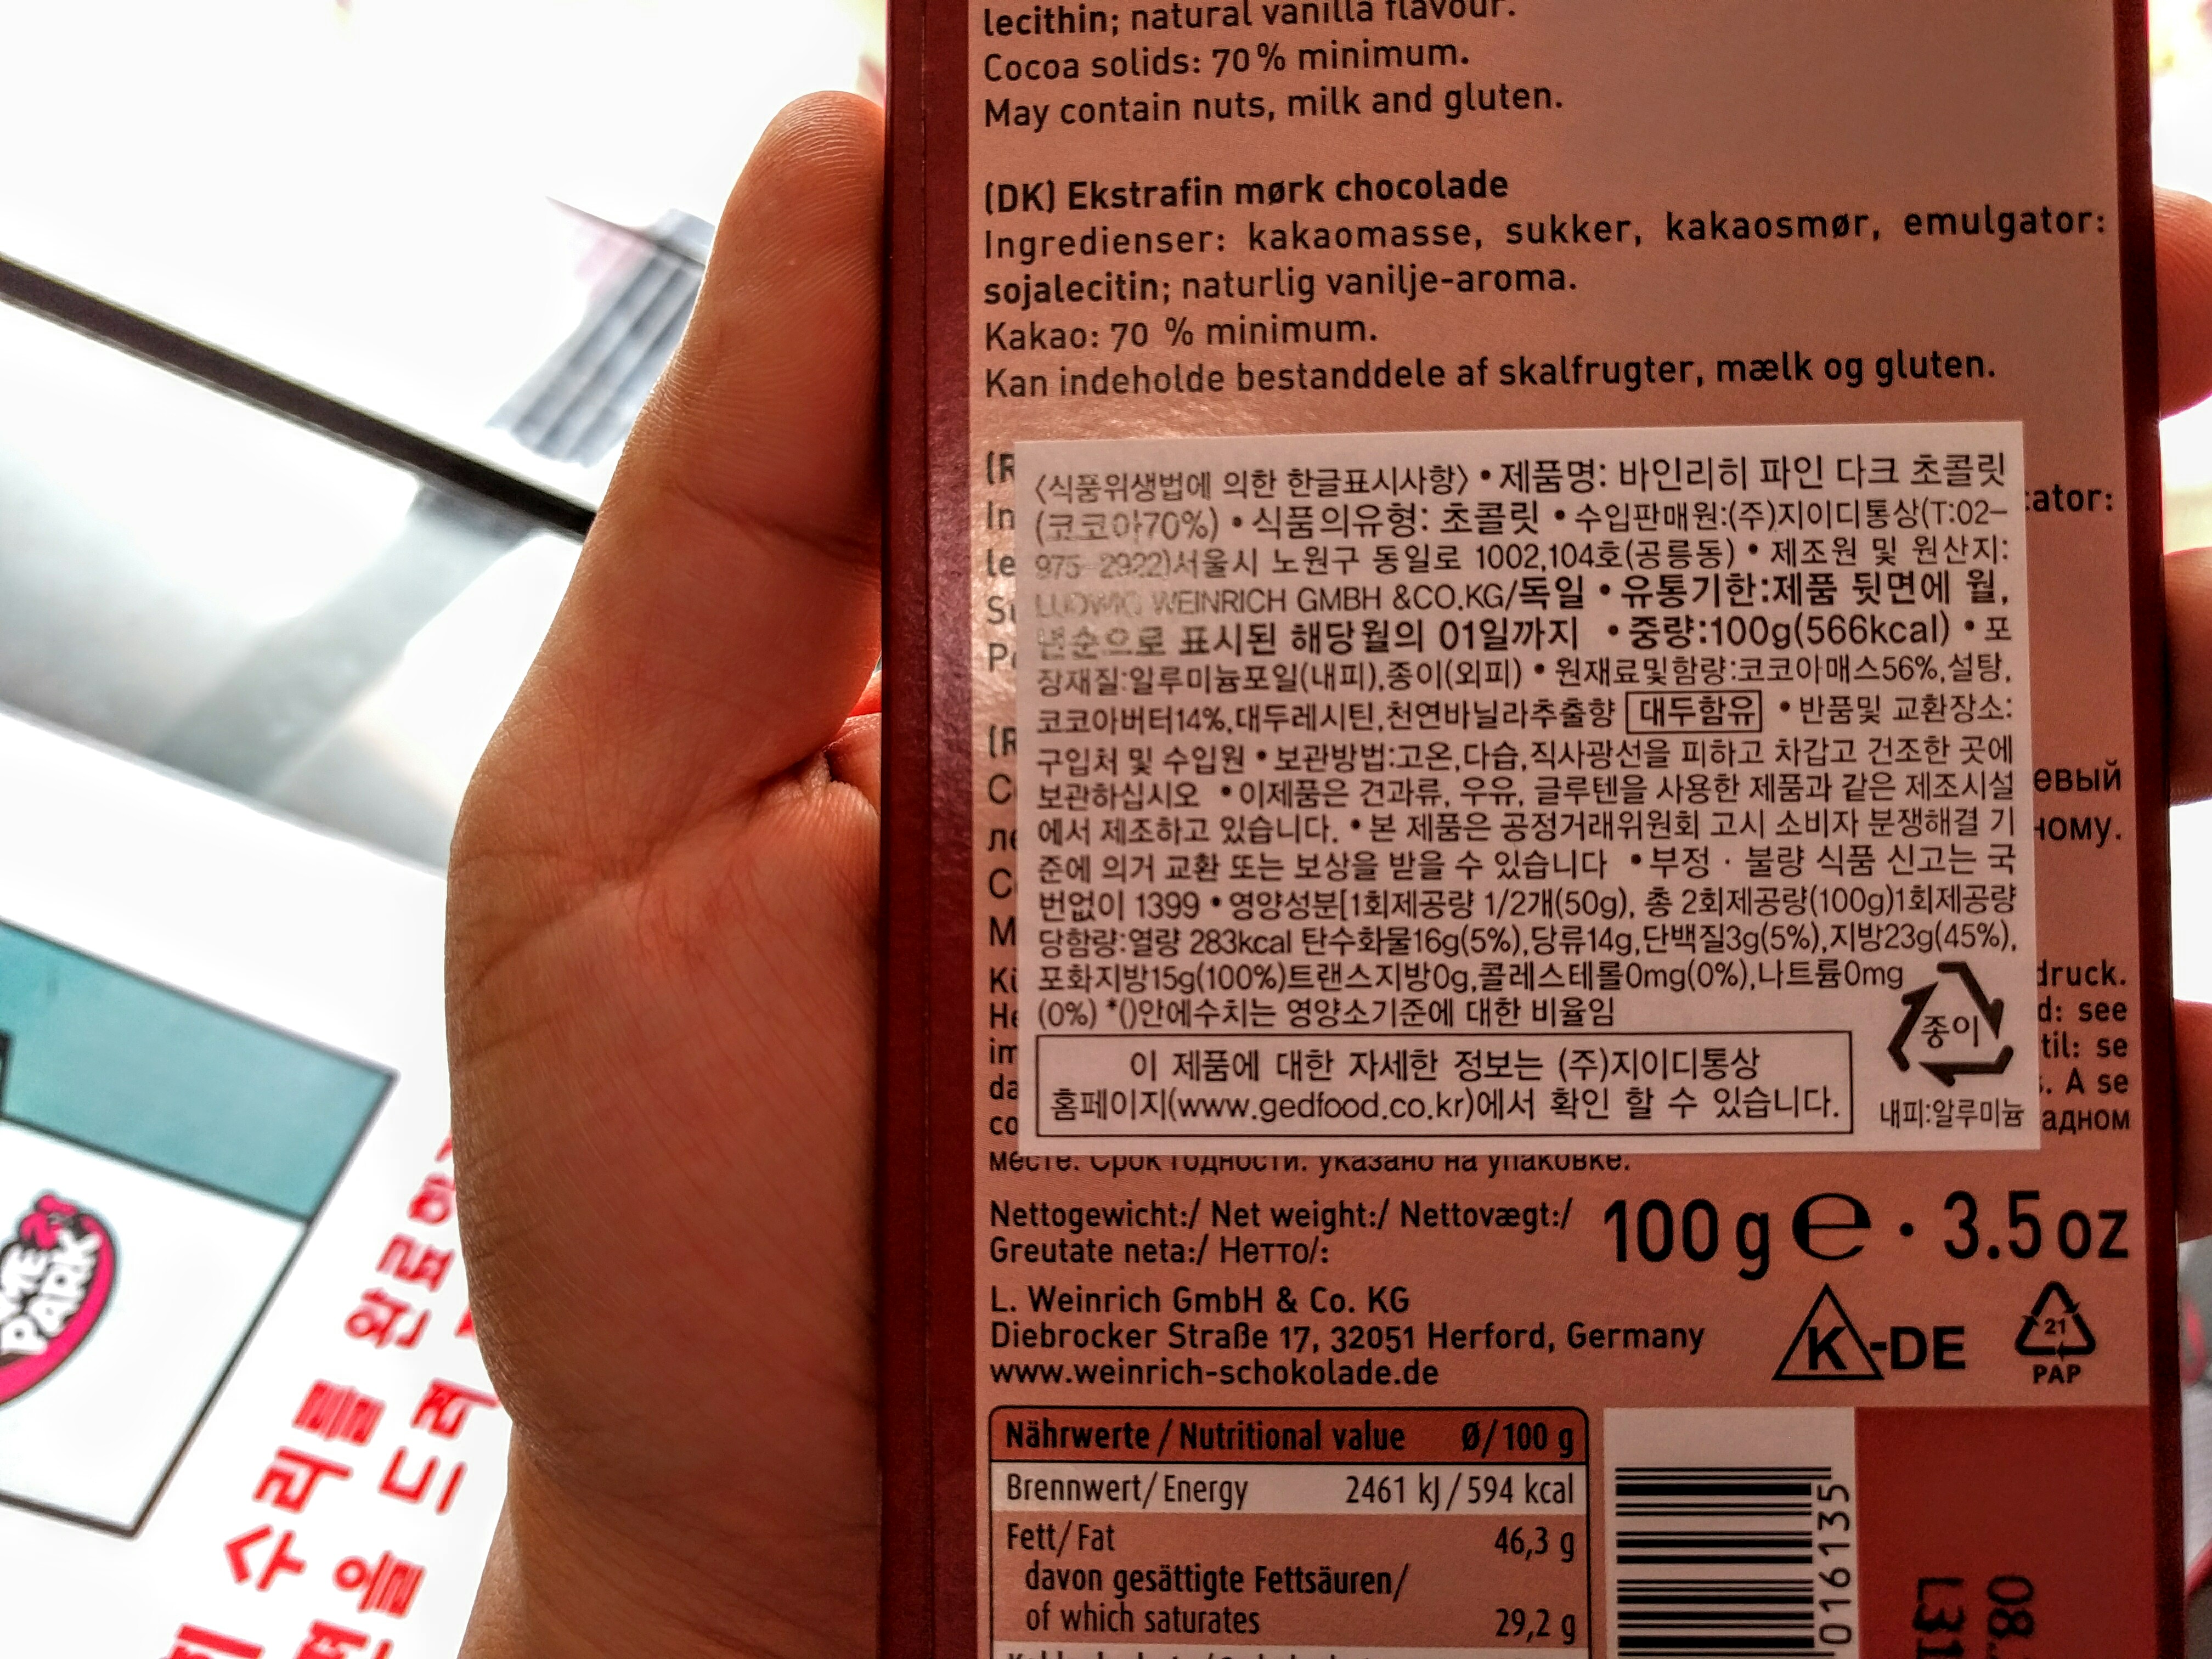 lecithin; natural vanilla flavour.
Cocoa solids: 70% minimum.
May contain nuts, milk and gluten.
(DK) Ekstrafin mørk chocolade
Ingredienser: kakaomasse, sukker, kakaosmør, emulgator:
sojalecitin; naturlig vanilje-aroma.
Kakao: 70 % minimum.
Kan indeholde bestanddele af skalfrugter, mælk og gluten.
<식품위생법에 의한 한글표시사항> • 제품명: 바인리히 파인 다크 초콜릿
(코코아70%) • 식품의유형: 초콜릿 • 수입판매원:(주)지이디통상(T:02-
975-2922)서울시 노원구 동일로 1002,104호(공릉동) • 제조원 및 원산지:
LUDWIG WEINRICH GMBH &CO.KG/독일 • 유통기한:제품 뒷면에 월,
년순으로 표시된 해당월의 01일까지 • 중량:100g(566kcal) • 포
장재질:알루미늄포일(내피),종이(외피) • 원재료및함량:코코아매스56%,설탕,
코코아버터14%,대두레시틴,천연바닐라추출향 대두함유 • 반품및 교환장소:
구입처 및 수입원 • 보관방법:고온,다습,직사광선을 피하고 차갑고 건조한 곳에
보관하십시오 • 이제품은 견과류, 우유, 글루텐을 사용한 제품과 같은 제조시설
에서 제조하고 있습니다. • 본 제품은 공정거래위원회 고시 소비자 분쟁해결 기
준에 의거 교환 또는 보상을 받을 수 있습니다 • 부정 · 불량 식품 신고는 국
번없이 1399 • 영양성분[1회제공량 1/2개(50g), 총 2회제공량(100g)1회제공량
당함량:열량 283kcal 탄수화물16g(5%),당류14g,단백질3g(5%),지방23g(45%),
포화지방15g(100%)트랜스지방0g,콜레스테롤0mg(0%),나트륨0mg
(0%) *()안에수치는 영양소기준에 대한 비율임
이 제품에 대한 자세한 정보는 (주)지이디통상
홈페이지(www.gedfood.co.kr)에서 확인 할 수 있습니다.
종이
내피:알루미늄
ator:
евый
ному.
druck.
d: see
til: se
. A se
адном
месте. Срок годности: указано на упаковке.
Nettogewicht:/ Net weight:/ Nettovægt:/
Greutate neta:/ Нетто/:
100 g e · 3.5 oz
L. Weinrich GmbH & Co. KG
Diebrocker Straße 17, 32051 Herford, Germany
www.weinrich-schokolade.de
K-DE
21
PAP
Nährwerte / Nutritional value Ø/100 g
Brennwert/Energy 2461 kJ/594 kcal
Fett/Fat 46,3 g
davon gesättigte Fettsäuren/
of which saturates 29,2 g
016135
08.
L31
PARK
수리를 완료하